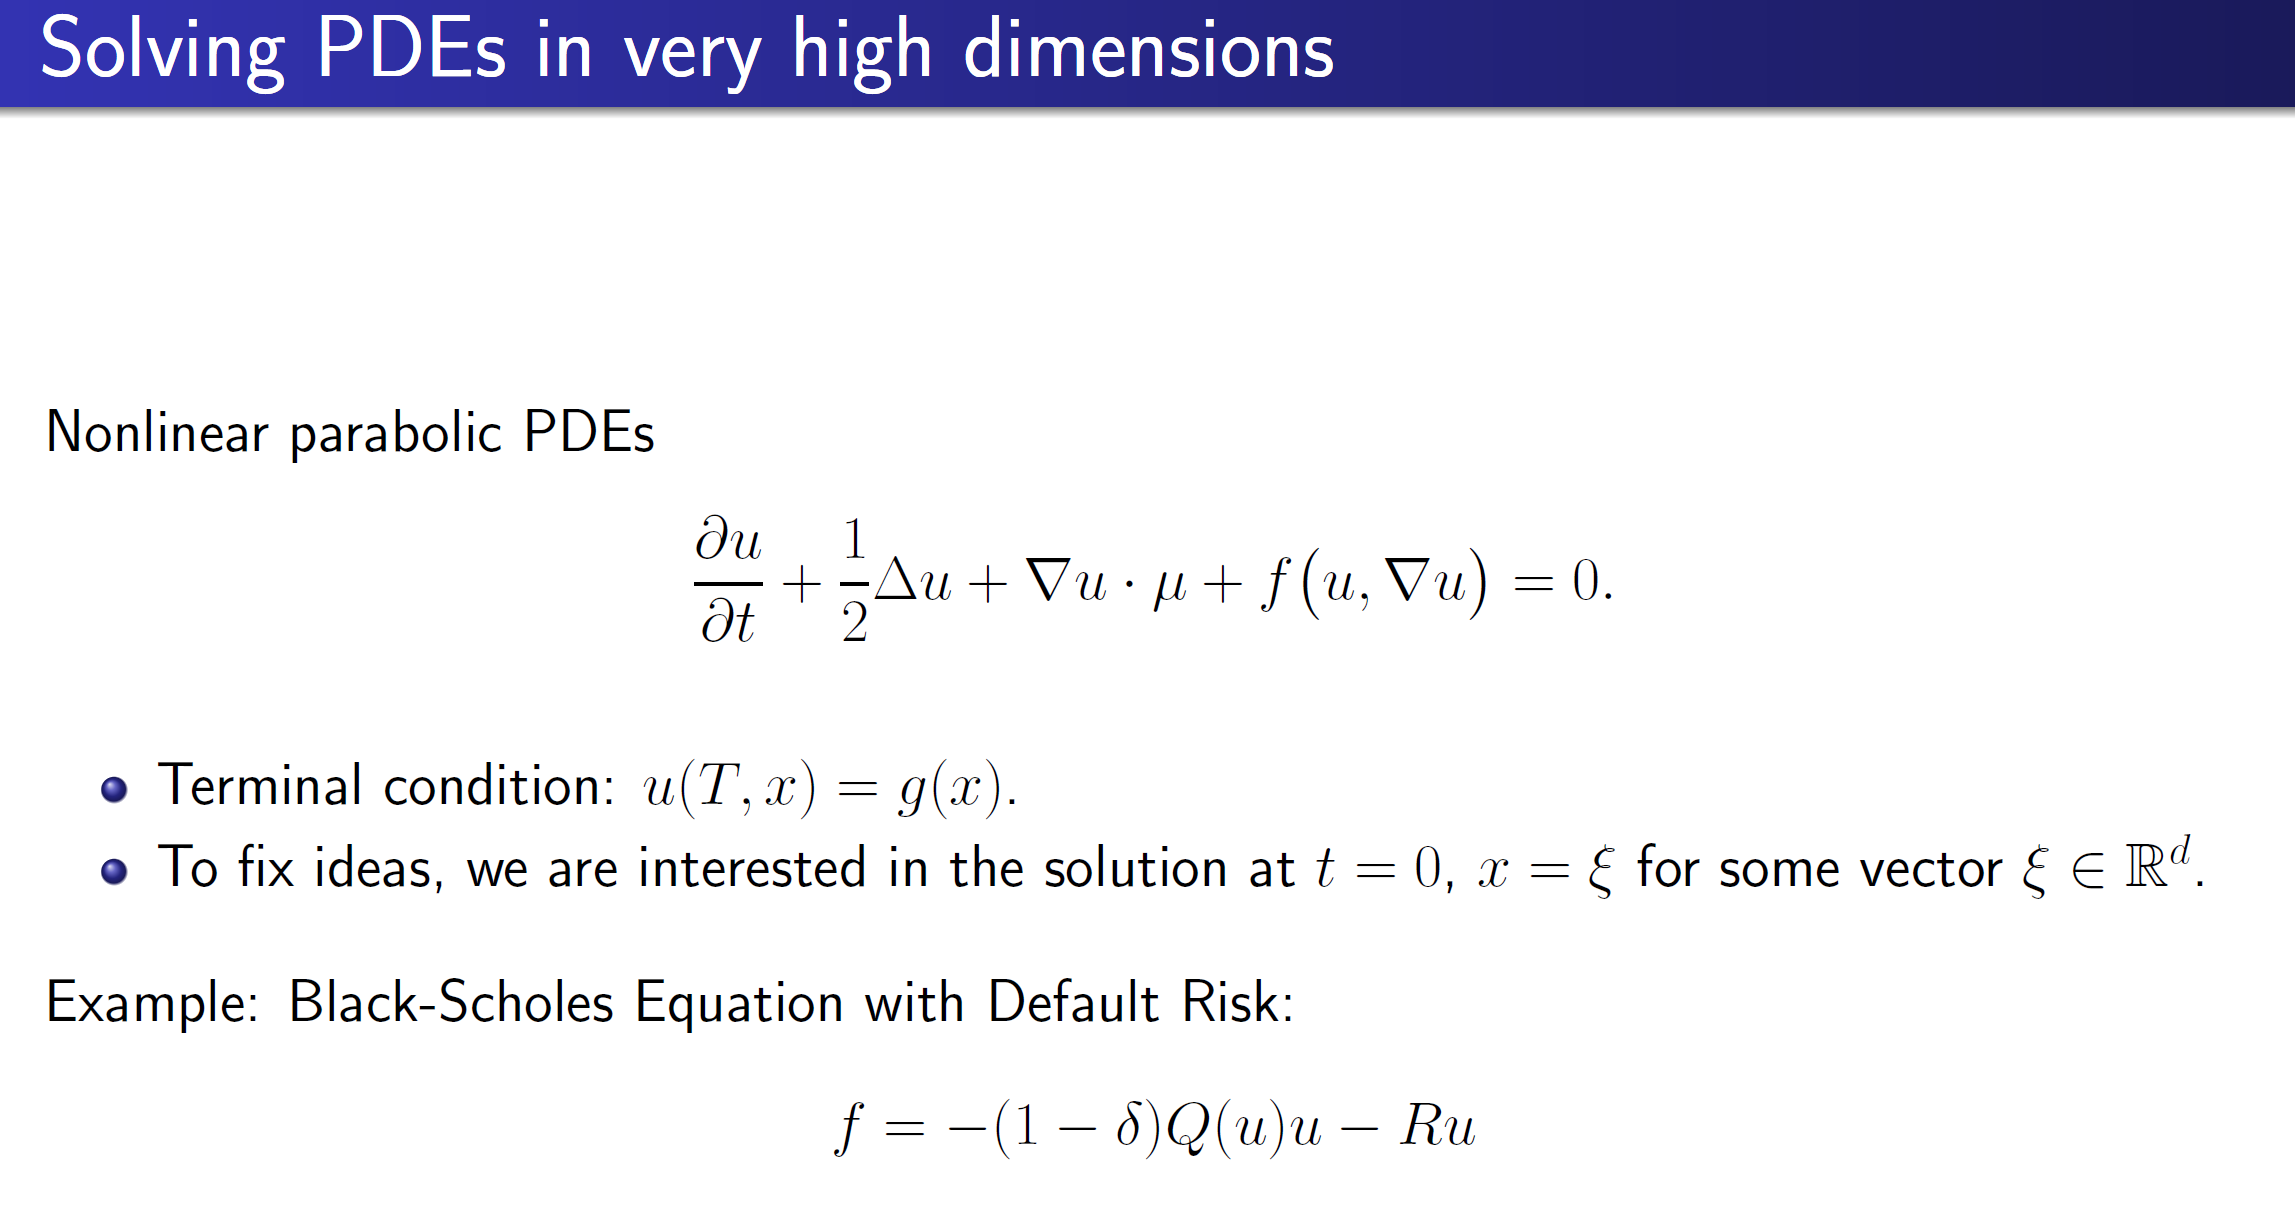 Solving PDEs in very high dimensions
Nonlinear parabolic PDEs
∂u/∂t + 1/2 Δu + ∇u · μ + f(u, ∇u) = 0.
Terminal condition: u(T, x) = g(x).
To fix ideas, we are interested in the solution at t = 0, x = ξ for some vector ξ ∈ ℝᵈ.
Example: Black-Scholes Equation with Default Risk:
f = −(1 − δ)Q(u)u − Ru